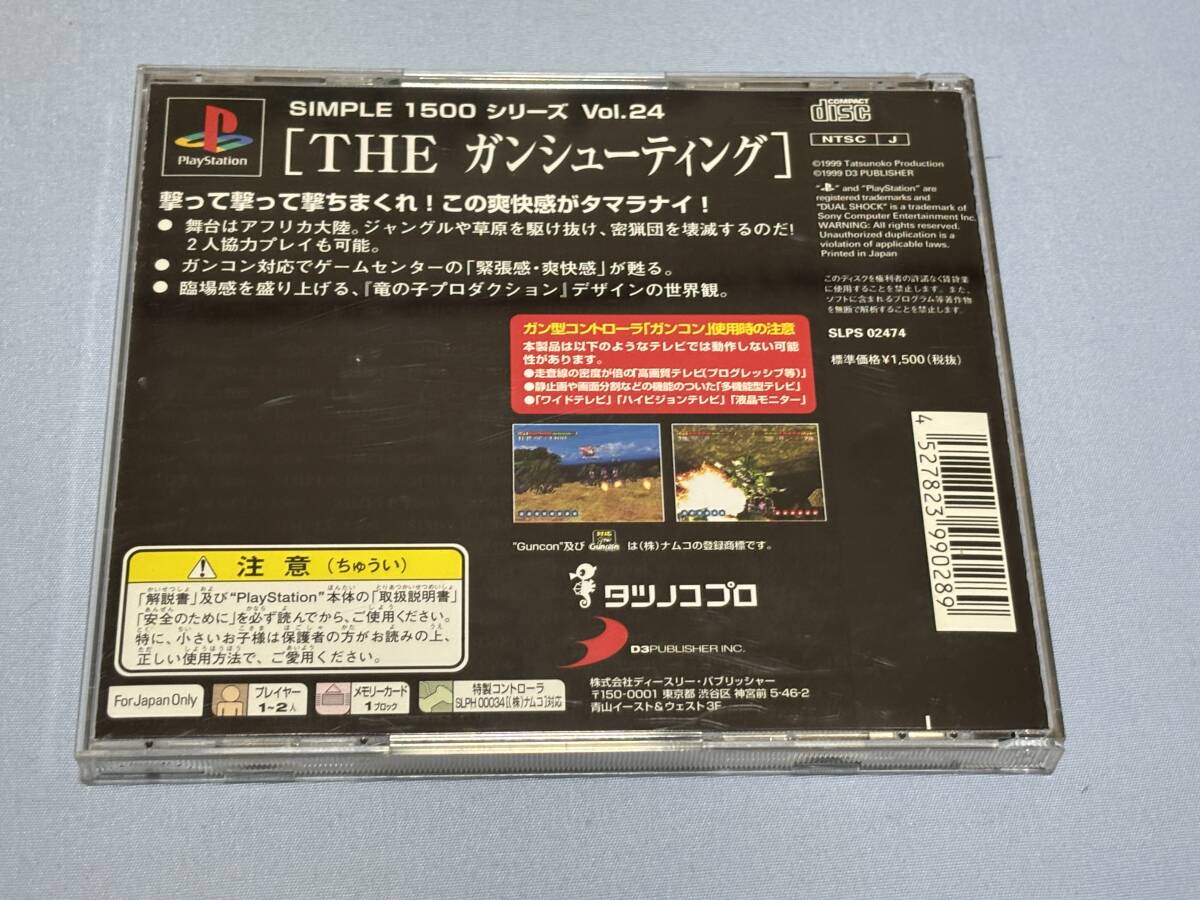 PlayStation
SIMPLE 1500 シリーズ Vol.24
[THE ガンシューティング]
撃って撃って撃ちまくれ！この爽快感がタマラナイ！
● 舞台はアフリカ大陸。ジャングルや草原を駆け抜け、密猟団を壊滅するのだ！
２人協力プレイも可能。
● ガンコン対応でゲームセンターの「緊張感・爽快感」が甦る。
● 臨場感を盛り上げる、『竜の子プロダクション』デザインの世界観。
COMPACT
disc
NTSC J
©1999 Tatsunoko Production
©1999 D3 PUBLISHER
" " and "PlayStation" are
registered trademarks and
"DUAL SHOCK" is a trademark of
Sony Computer Entertainment Inc.
WARNING: All rights reserved.
Unauthorized duplication is a
violation of applicable laws.
Printed in Japan
このディスクを権利者の許諾なく賃貸業
に使用することを禁止します。また、
ソフトに含まれるプログラム等著作物
を無断で解析することを禁止します。
SLPS 02474
標準価格¥1,500(税抜)
ガン型コントローラ「ガンコン」使用時の注意
本製品は以下のようなテレビでは動作しない可能
性があります。
●走査線の密度が倍の「高画質テレビ(プログレッシブ等)」
●静止画や画面分割などの機能のついた「多機能型テレビ」
●「ワイドテレビ」「ハイビジョンテレビ」「液晶モニター」
"Guncon"及び 対応 GUNCON は(株)ナムコの登録商標です。
タツノコプロ
D3PUBLISHER INC.
株式会社ディースリー・パブリッシャー
〒150-0001 東京都 渋谷区 神宮前 5-46-2
青山イースト＆ウェスト3F
4 527823 990289
注意(ちゅうい)
「解説書」及び"PlayStation"本体の「取扱説明書」
「安全のために」を必ず読んでから、ご使用ください。
特に、小さいお子様は保護者の方がお読みの上、
正しい使用方法で、ご愛用ください。
For Japan Only
プレイヤー
1～2人
メモリーカード
1ブロック
特製コントローラ
SLPH 00034[(株)ナムコ]対応